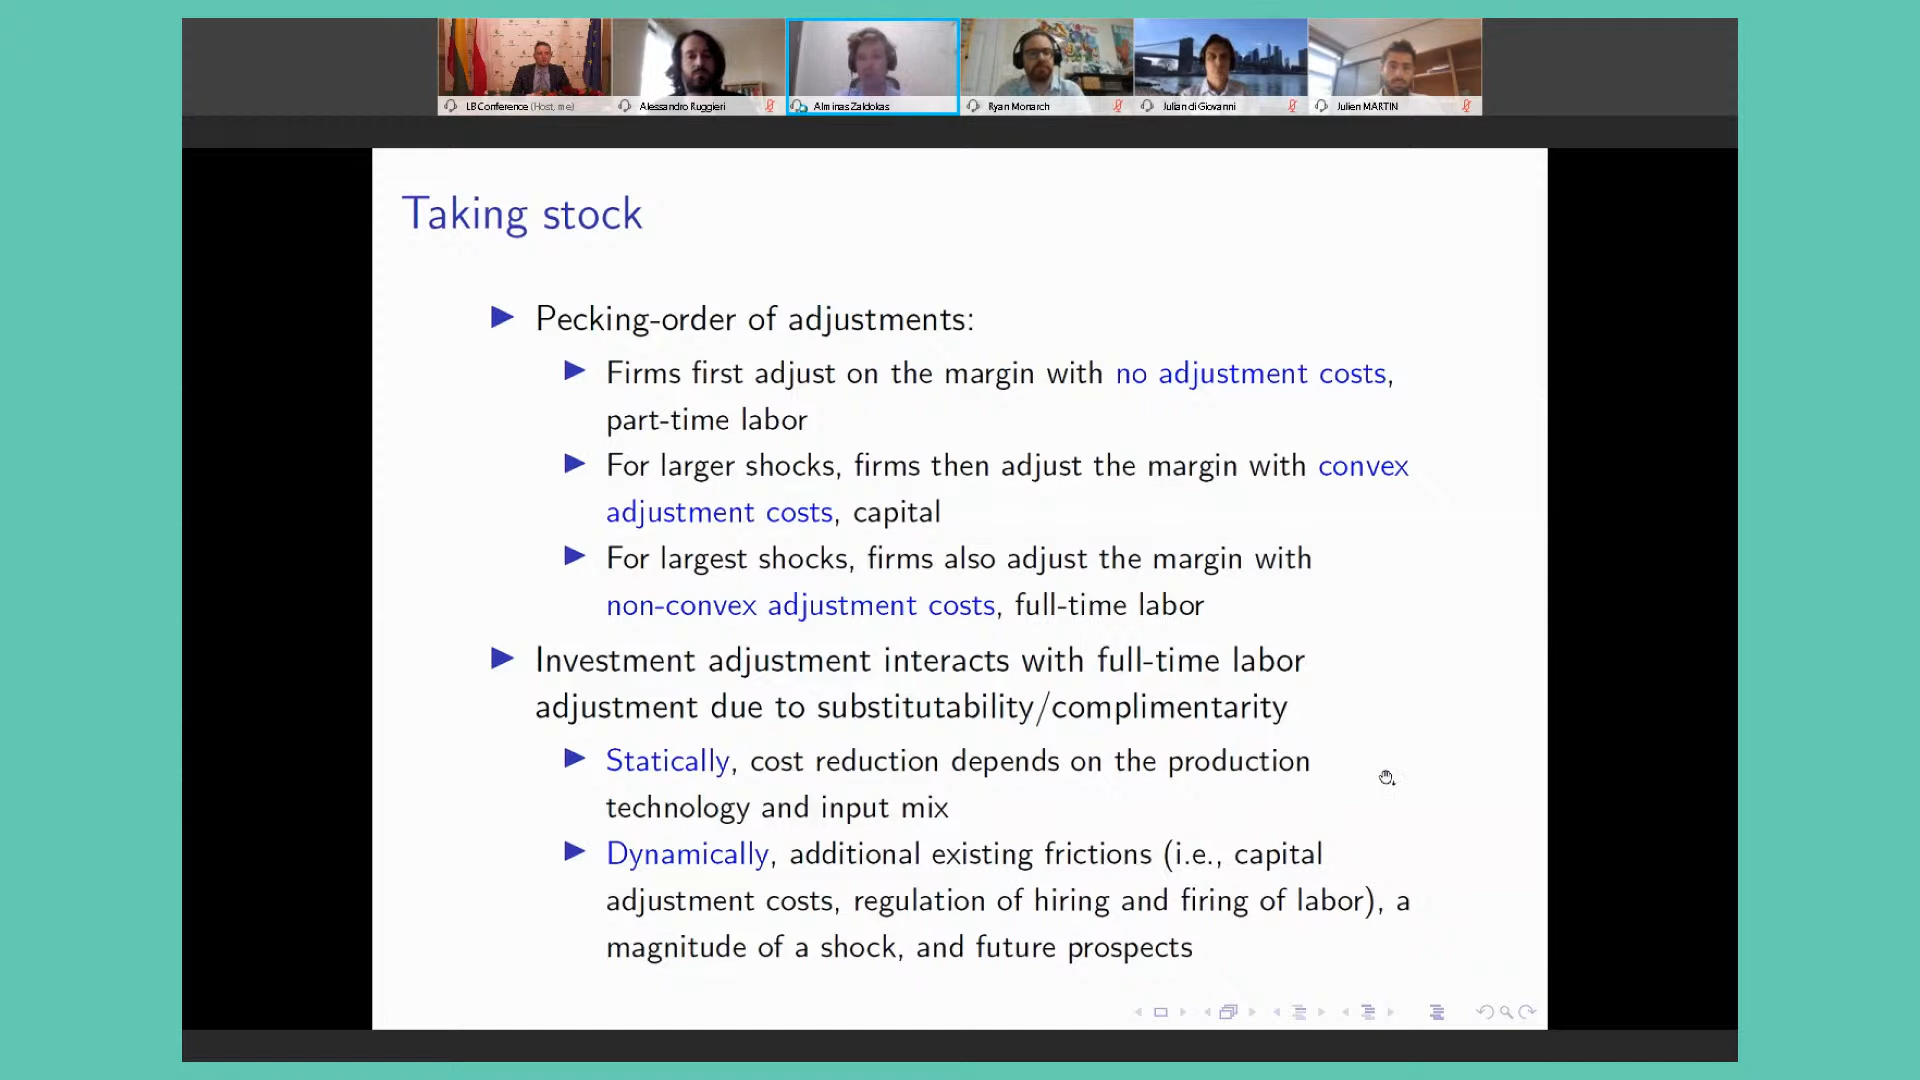 LB Conference (Host, me)
Alessandro Ruggieri
Alminas Zaldokas
Ryan Monarch
Julian di Giovanni
Julien MARTIN
Taking stock
Pecking-order of adjustments:
Firms first adjust on the margin with no adjustment costs,
part-time labor
For larger shocks, firms then adjust the margin with convex
adjustment costs, capital
For largest shocks, firms also adjust the margin with
non-convex adjustment costs, full-time labor
Investment adjustment interacts with full-time labor
adjustment due to substitutability/complimentarity
Statically, cost reduction depends on the production
technology and input mix
Dynamically, additional existing frictions (i.e., capital
adjustment costs, regulation of hiring and firing of labor), a
magnitude of a shock, and future prospects